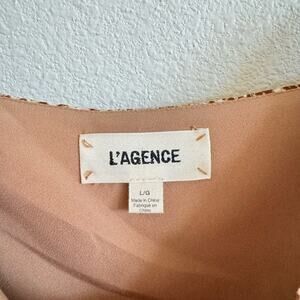 L'AGENCE
L/G
Made in China
Fabriqué en
Chine